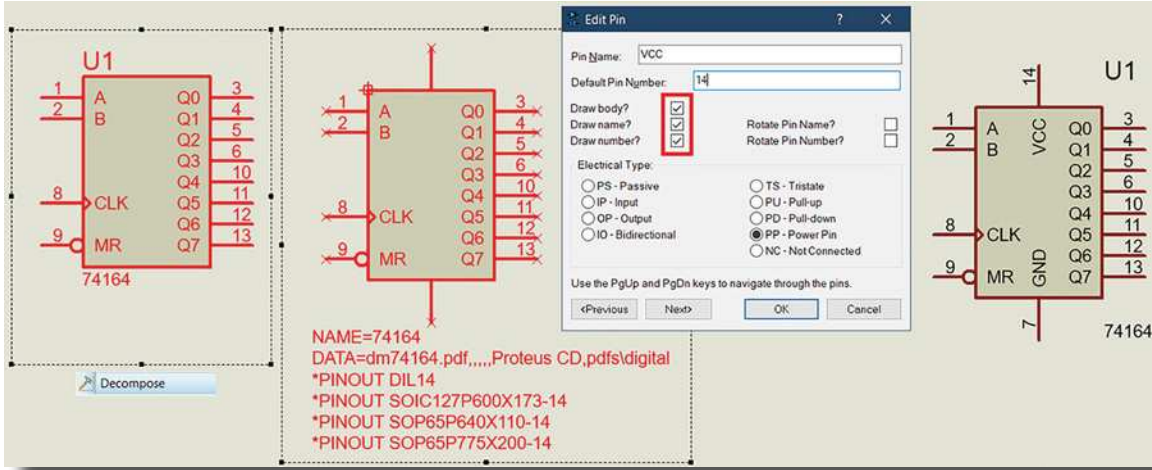 U1
1 A Q0 3
2 B Q1 4
Q2 5
Q3 6
Q4 10
8 CLK Q5 11
Q6 12
9 MR Q7 13
74164
Decompose
1 A Q0 3
2 B Q1 4
Q2 5
Q3 6
Q4 10
8 CLK Q5 11
Q6 12
9 MR Q7 13
NAME=74164
DATA=dm74164.pdf,,,,,Proteus CD,pdfs\digital
*PINOUT DIL14
*PINOUT SOIC127P600X173-14
*PINOUT SOP65P640X110-14
*PINOUT SOP65P775X200-14
Edit Pin ? ×
Pin Name: VCC
Default Pin Number: 14
Draw body?
Draw name? Rotate Pin Name?
Draw number? Rotate Pin Number?
Electrical Type:
PS - Passive TS - Tristate
IP - Input PU - Pull-up
OP - Output PD - Pull-down
IO - Bidirectional PP - Power Pin
NC - Not Connected
Use the PgUp and PgDn keys to navigate through the pins.
<Previous Next> OK Cancel
14 U1
1 A VCC Q0 3
2 B Q1 4
Q2 5
Q3 6
Q4 10
8 CLK Q5 11
Q6 12
9 MR GND Q7 13
7 74164